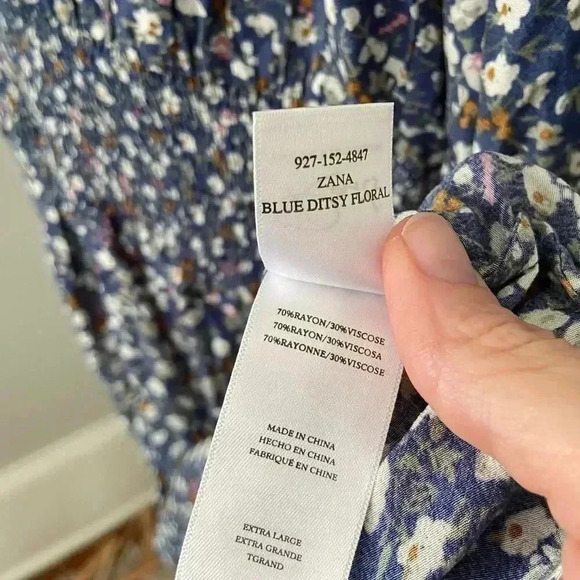 927-152-4847
ZANA
BLUE DITSY FLORAL
70%RAYON/30%VISCOSE
70%RAYON/30%VISCOSA
70%RAYONNE/30%VISCOSE
MADE IN CHINA
HECHO EN CHINA
FABRIQUÉ EN CHINE
EXTRA LARGE
EXTRA GRANDE
TGRAND